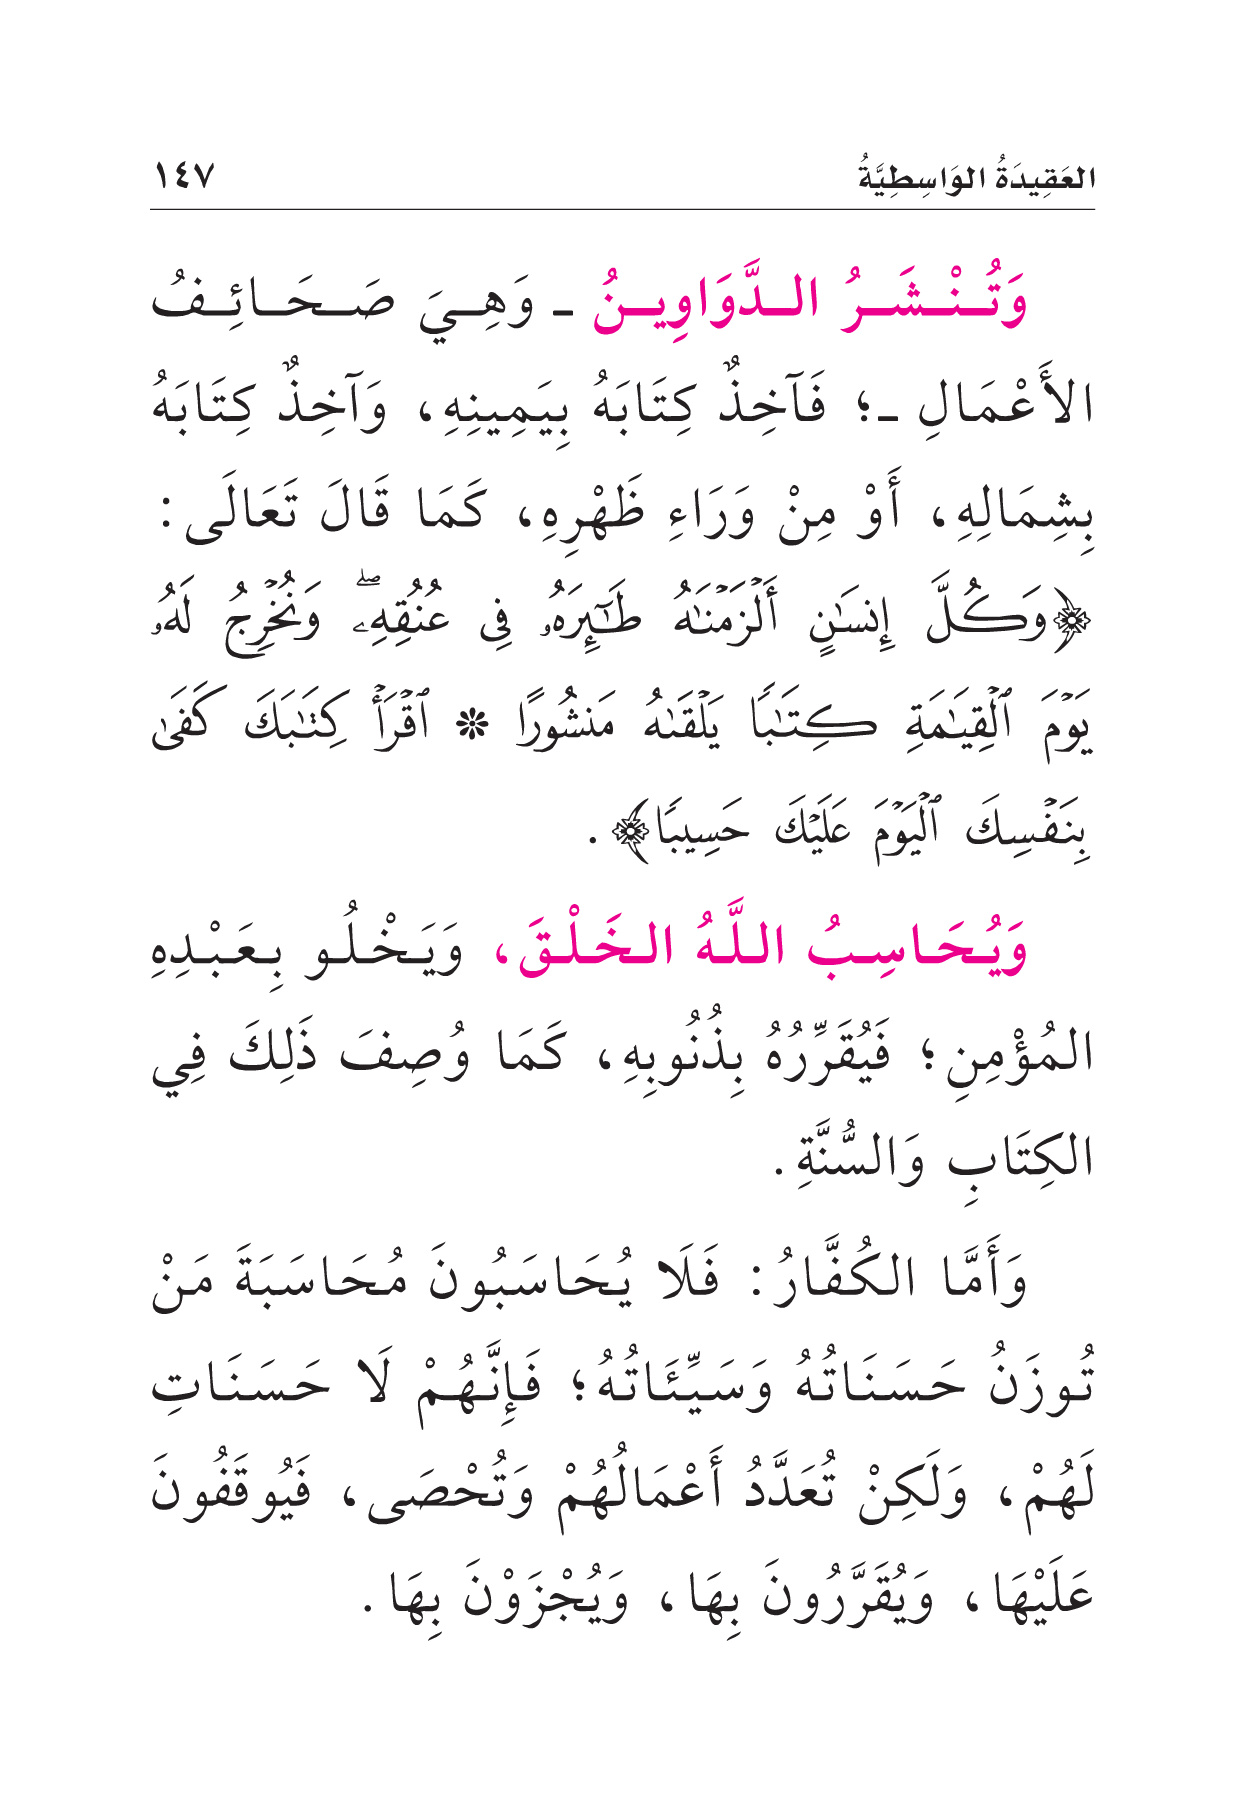 العَقِيدَةُ الوَاسِطِيَّةُ ١٤٧
وَتُنْشَرُ الدَّوَاوِينُ ـ وَهِيَ صَحَائِفُ
الأَعْمَالِ ـ؛ فَآخِذٌ كِتَابَهُ بِيَمِينِهِ، وَآخِذٌ كِتَابَهُ
بِشِمَالِهِ، أَوْ مِنْ وَرَاءِ ظَهْرِهِ، كَمَا قَالَ تَعَالَى:
﴿وَكُلَّ إِنسَٰنٍ أَلْزَمْنَٰهُ طَٰٓئِرَهُۥ فِى عُنُقِهِۦۖ وَنُخْرِجُ لَهُۥ
يَوْمَ ٱلْقِيَٰمَةِ كِتَٰبًا يَلْقَىٰهُ مَنشُورًا * ٱقْرَأْ كِتَٰبَكَ كَفَىٰ
بِنَفْسِكَ ٱلْيَوْمَ عَلَيْكَ حَسِيبًا﴾.
وَيُحَاسِبُ اللَّهُ الخَلْقَ، وَيَخْلُو بِعَبْدِهِ
المُؤْمِنِ؛ فَيُقَرِّرُهُ بِذُنُوبِهِ، كَمَا وُصِفَ ذَلِكَ فِي
الكِتَابِ وَالسُّنَّةِ.
وَأَمَّا الكُفَّارُ: فَلَا يُحَاسَبُونَ مُحَاسَبَةَ مَنْ
تُوزَنُ حَسَنَاتُهُ وَسَيِّئَاتُهُ؛ فَإِنَّهُمْ لَا حَسَنَاتِ
لَهُمْ، وَلَكِنْ تُعَدَّدُ أَعْمَالُهُمْ وَتُحْصَى، فَيُوقَفُونَ
عَلَيْهَا، وَيُقَرَّرُونَ بِهَا، وَيُجْزَوْنَ بِهَا.